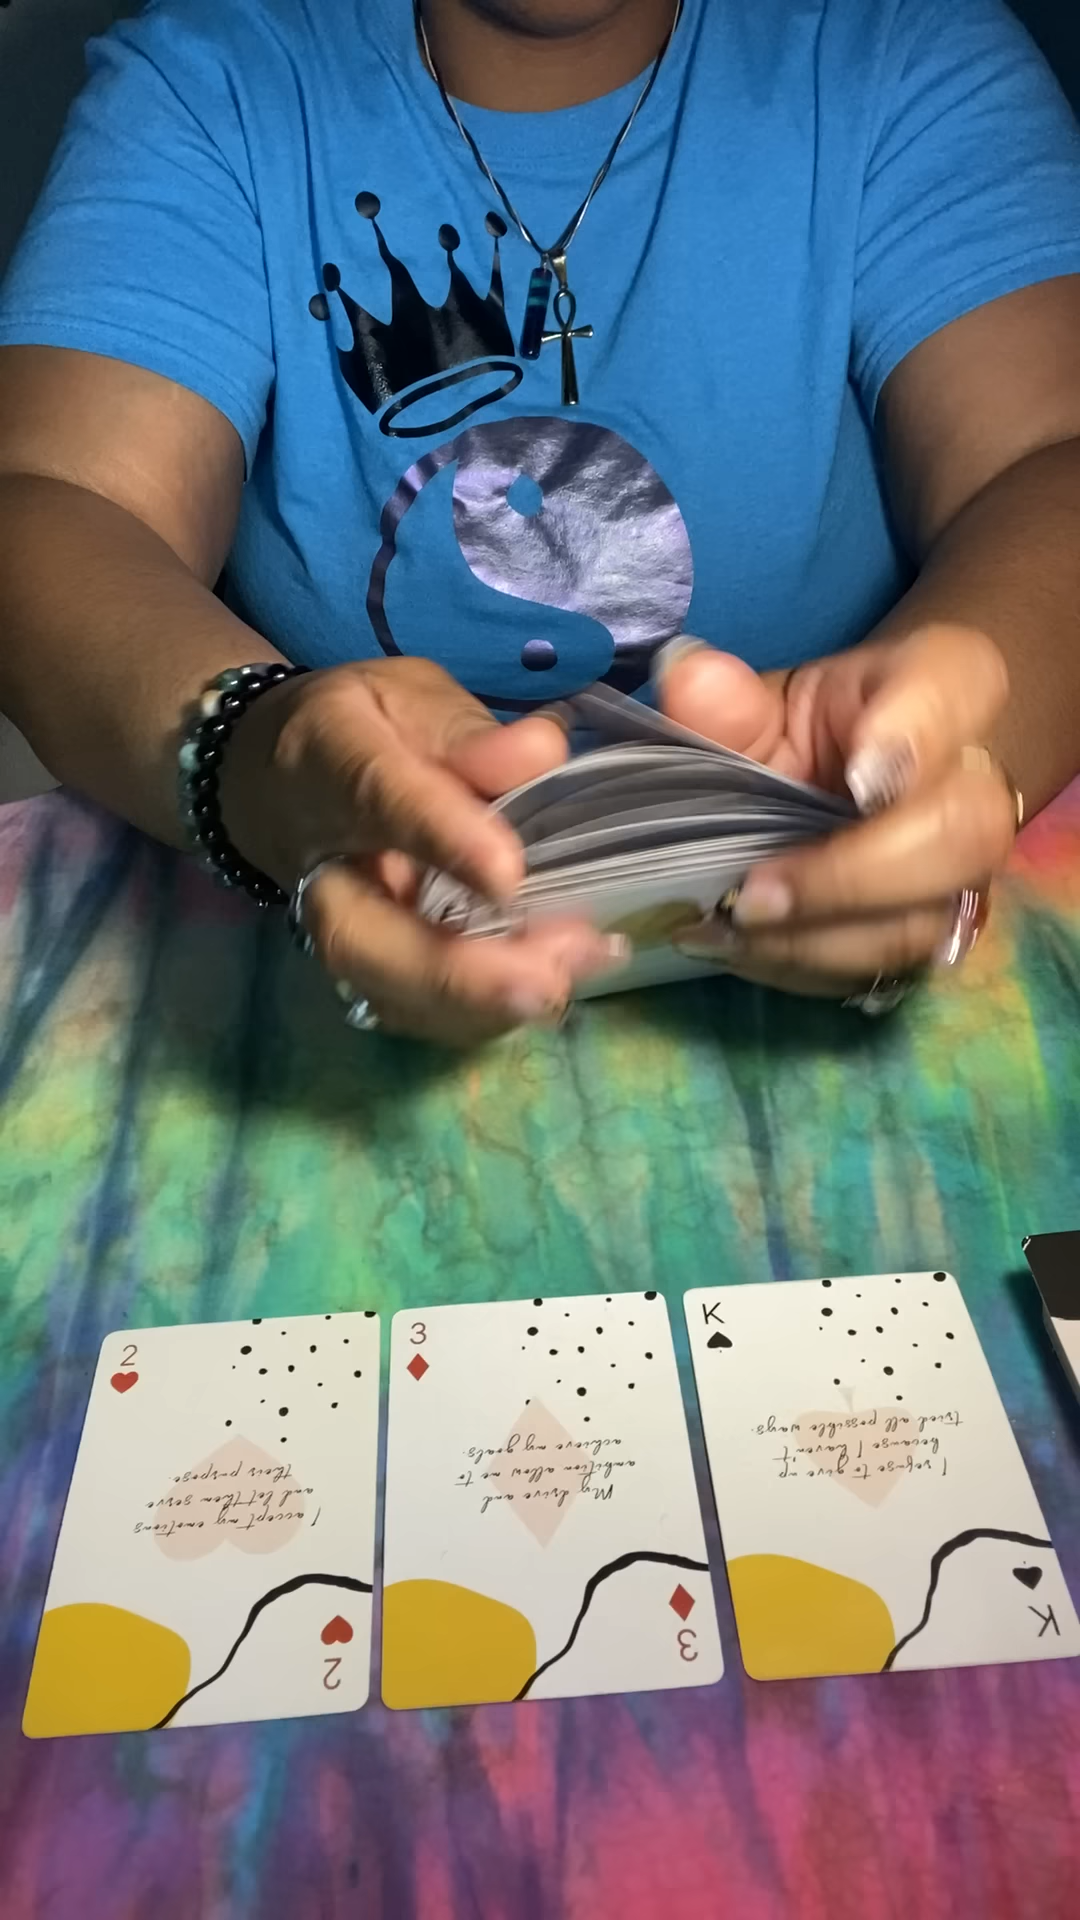 2
I accept my emotions
and let them serve
their purpose.
2
3
My drive and
ambition allow me to
achieve my goals.
3
K
I refuse to give up
because I haven't
tried all possible ways.
K